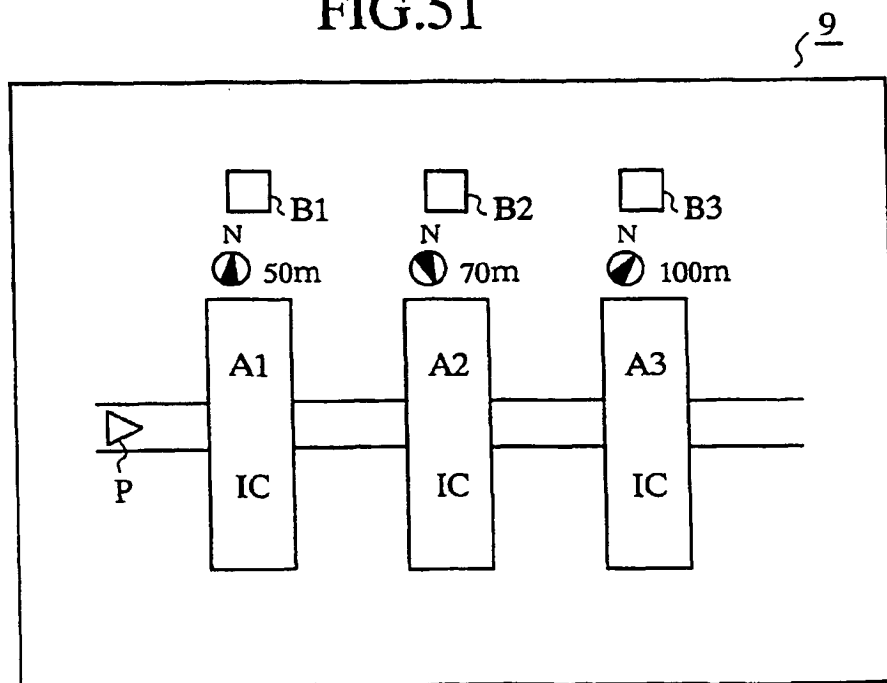 FIG.51
9
B1 B2 B3
N N N
50m 70m 100m
A1 A2 A3
P IC IC IC